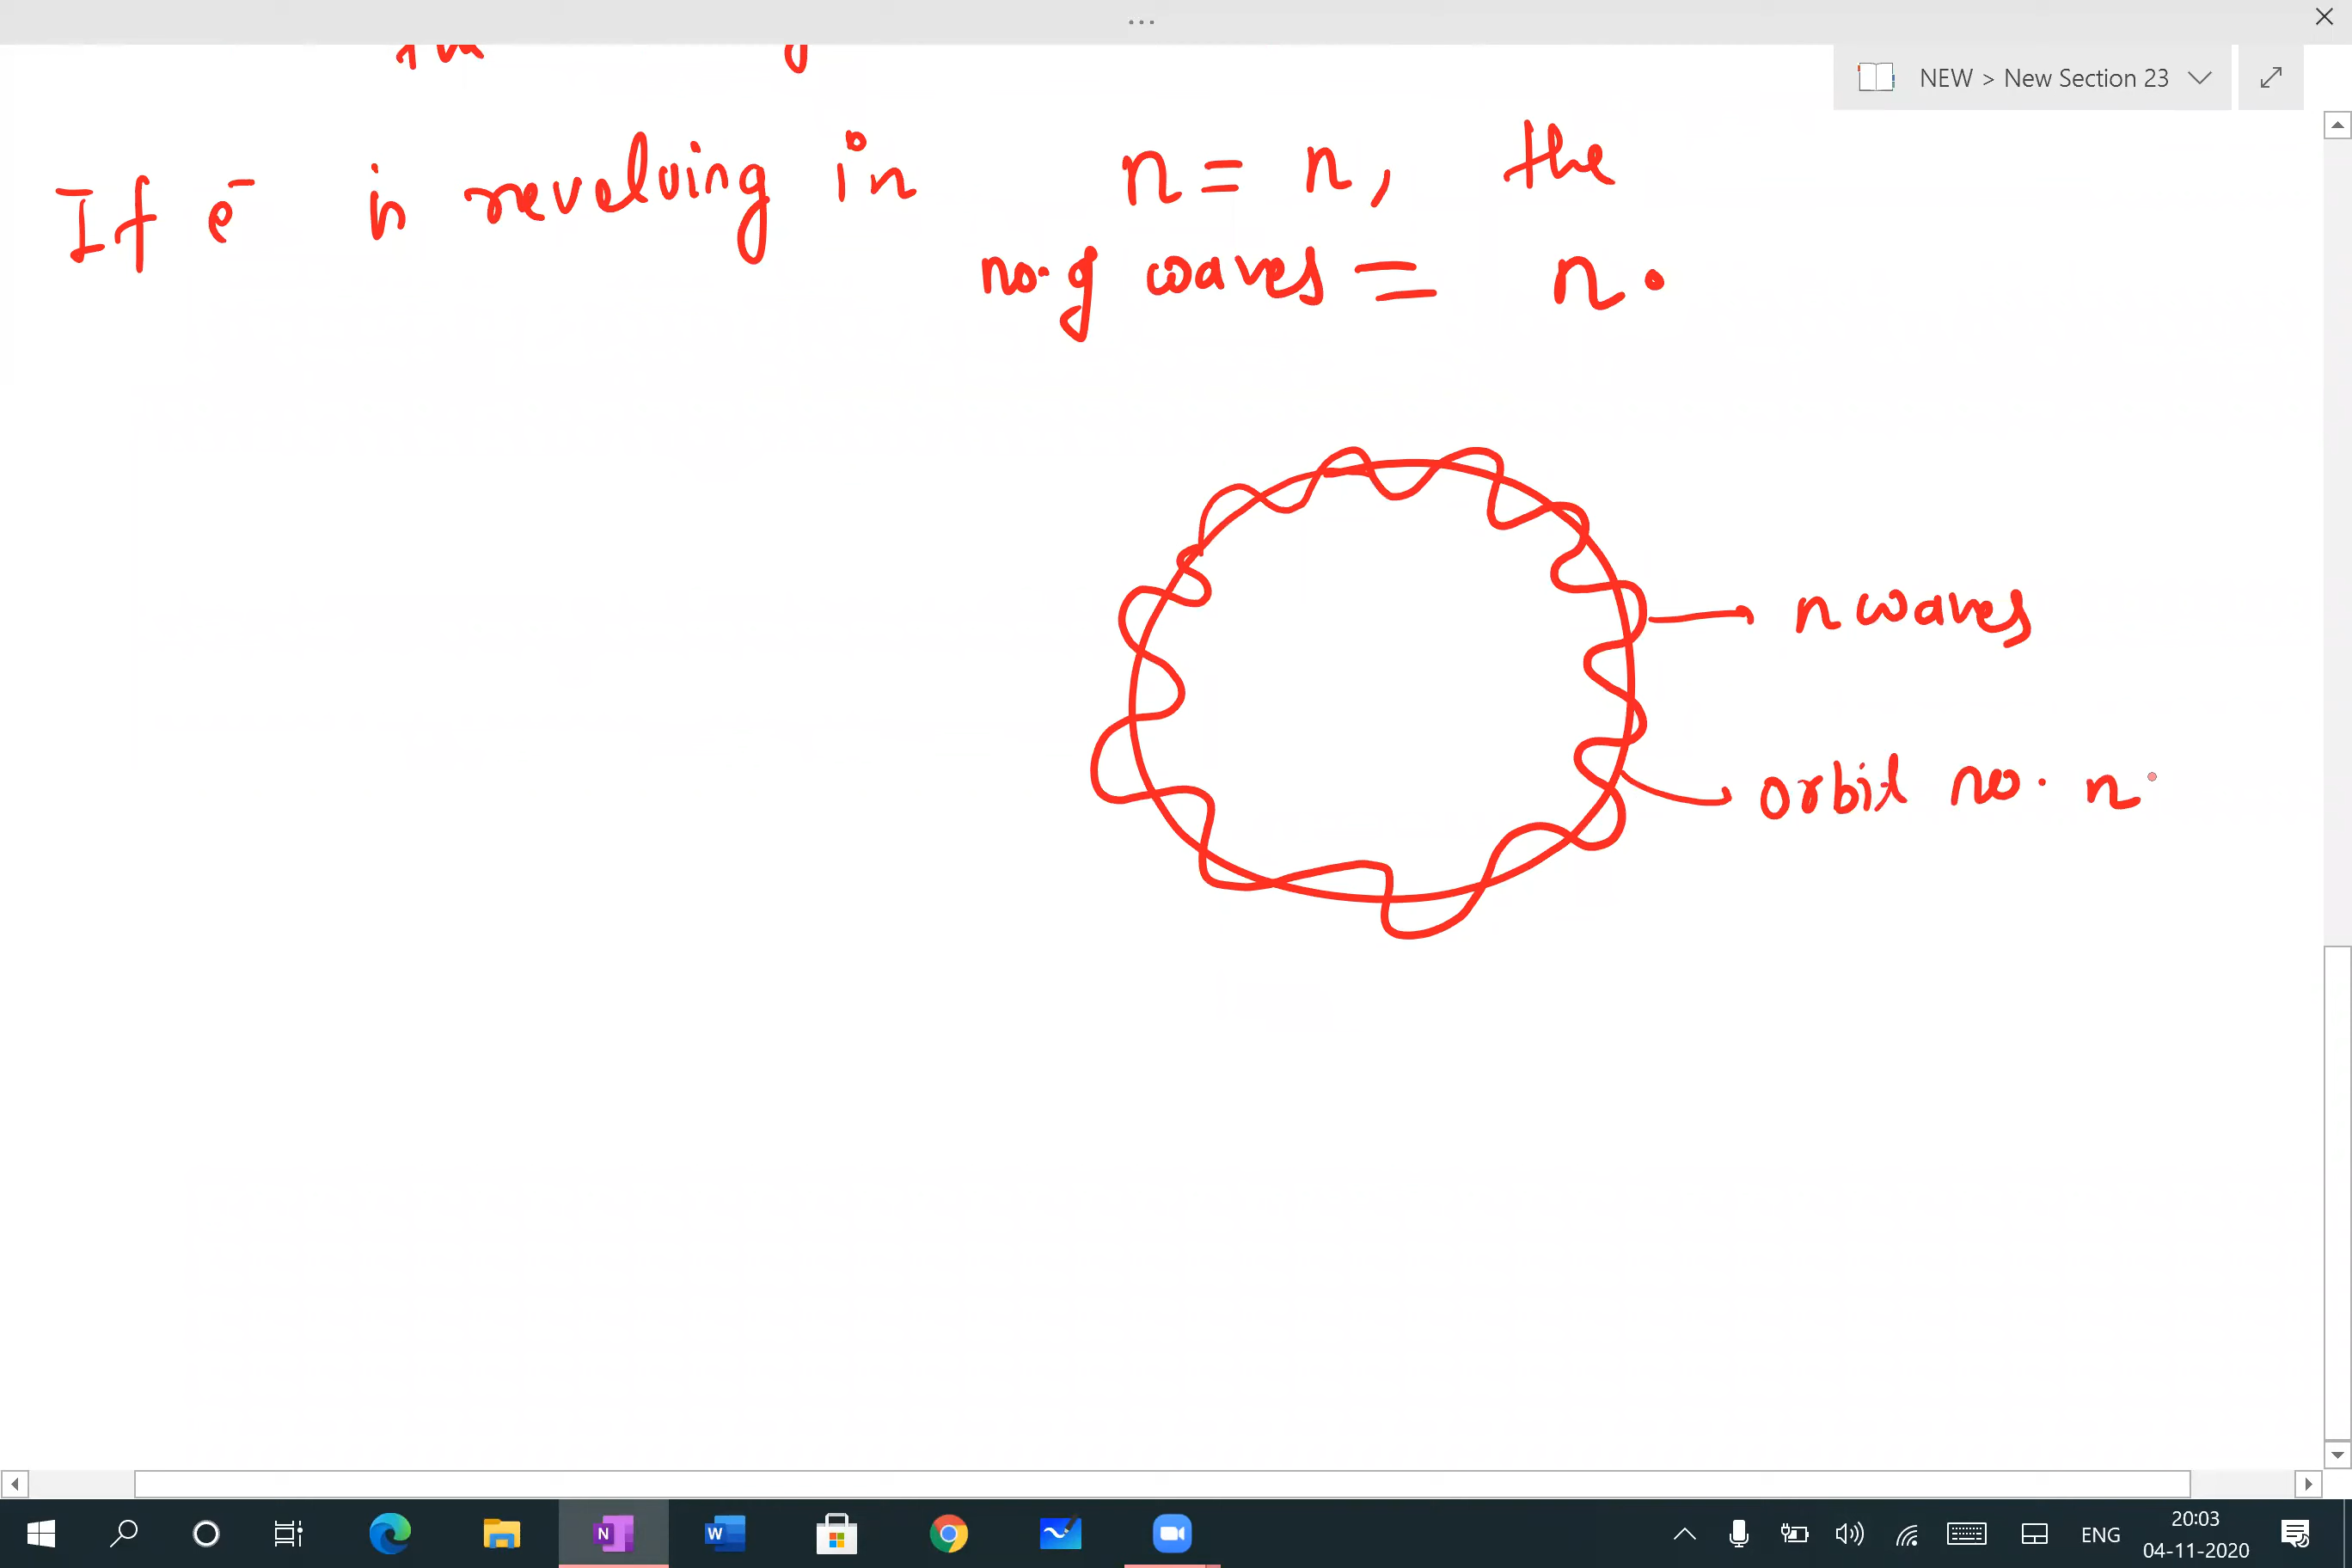 NEW > New Section 23
If e⁻ is revolving in n = n, the
no. of waves = n.
n waves
orbit no. n
ENG
20:03
04-11-2020